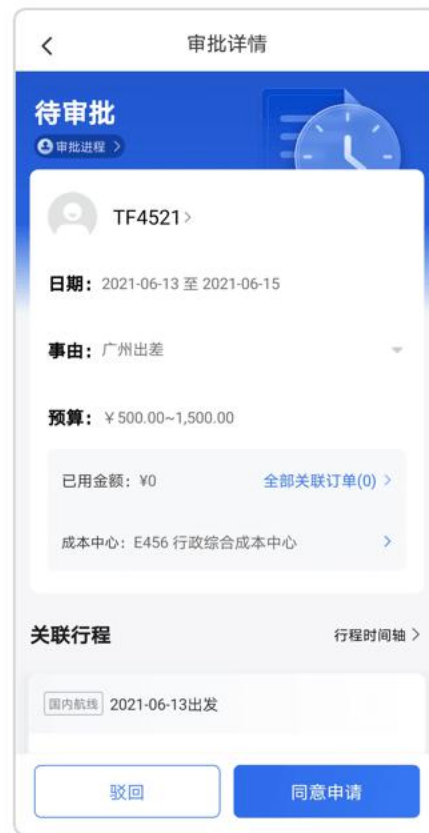 审批详情
待审批
审批进程 >
TF4521 >
日期：2021-06-13 至 2021-06-15
事由：广州出差
预算：￥500.00~1,500.00
已用金额：¥0 全部关联订单(0) >
成本中心：E456 行政综合成本中心 >
关联行程 行程时间轴 >
国内航线 2021-06-13出发
驳回 同意申请